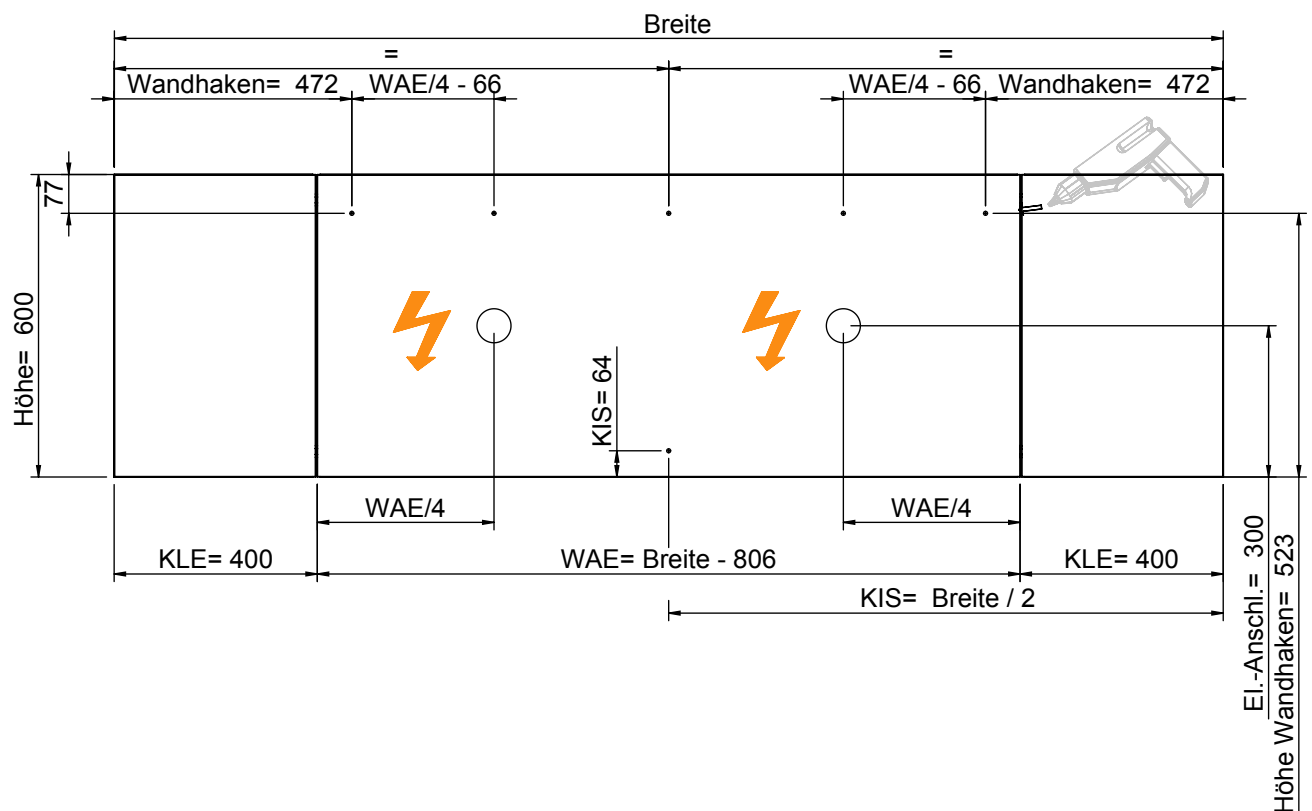 Breite
=
=
Wandhaken= 472
WAE/4 - 66
WAE/4 - 66
Wandhaken= 472
77
Höhe= 600
KIS= 64
WAE/4
WAE/4
KLE= 400
WAE= Breite - 806
KLE= 400
KIS= Breite / 2
El.-Anschl.= 300
Höhe Wandhaken= 523